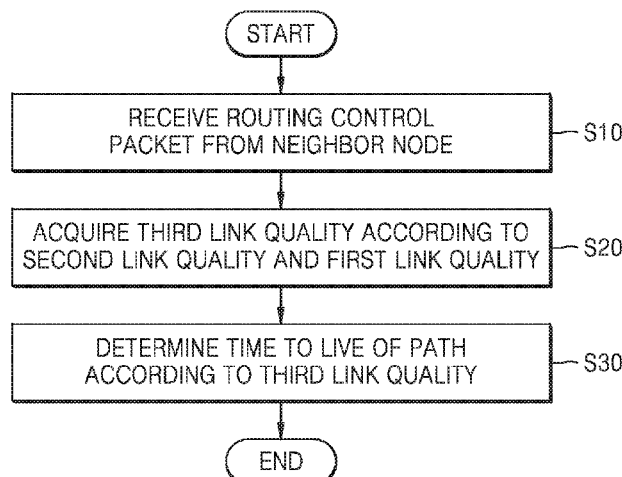 START
RECEIVE ROUTING CONTROL
PACKET FROM NEIGHBOR NODE
S10
ACQUIRE THIRD LINK QUALITY ACCORDING TO
SECOND LINK QUALITY AND FIRST LINK QUALITY
S20
DETERMINE TIME TO LIVE OF PATH
ACCORDING TO THIRD LINK QUALITY
S30
END